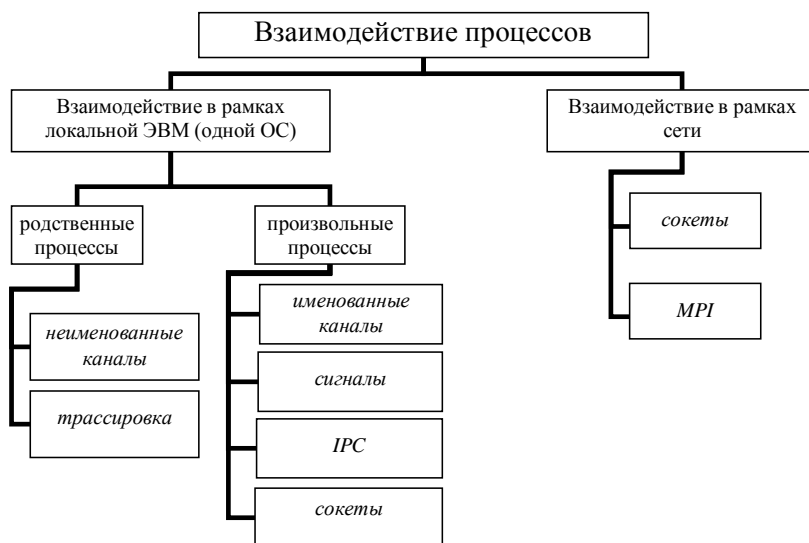 Взаимодействие процессов
Взаимодействие в рамках
локальной ЭВМ (одной ОС)
Взаимодействие в рамках
сети
родственные
процессы
произвольные
процессы
неименованные
каналы
трассировка
именованные
каналы
сигналы
IPC
сокеты
сокеты
MPI